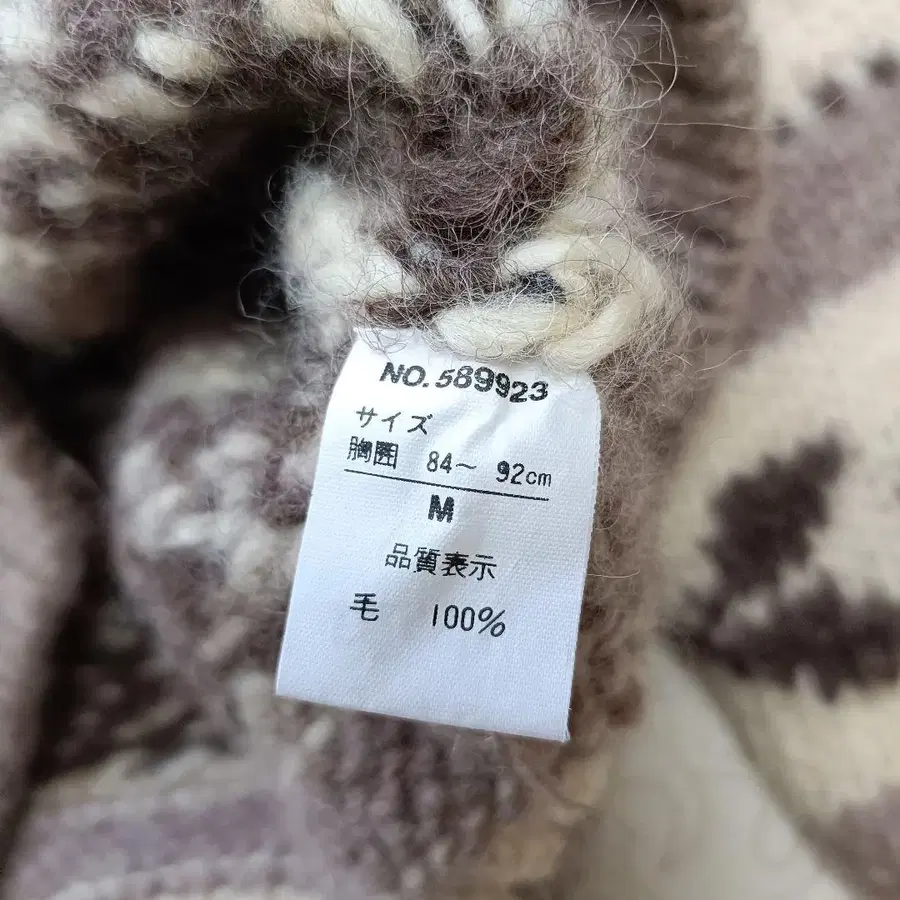 NO.589923
サイズ
胸囲 84～ 92cm
M
品質表示
毛 100%